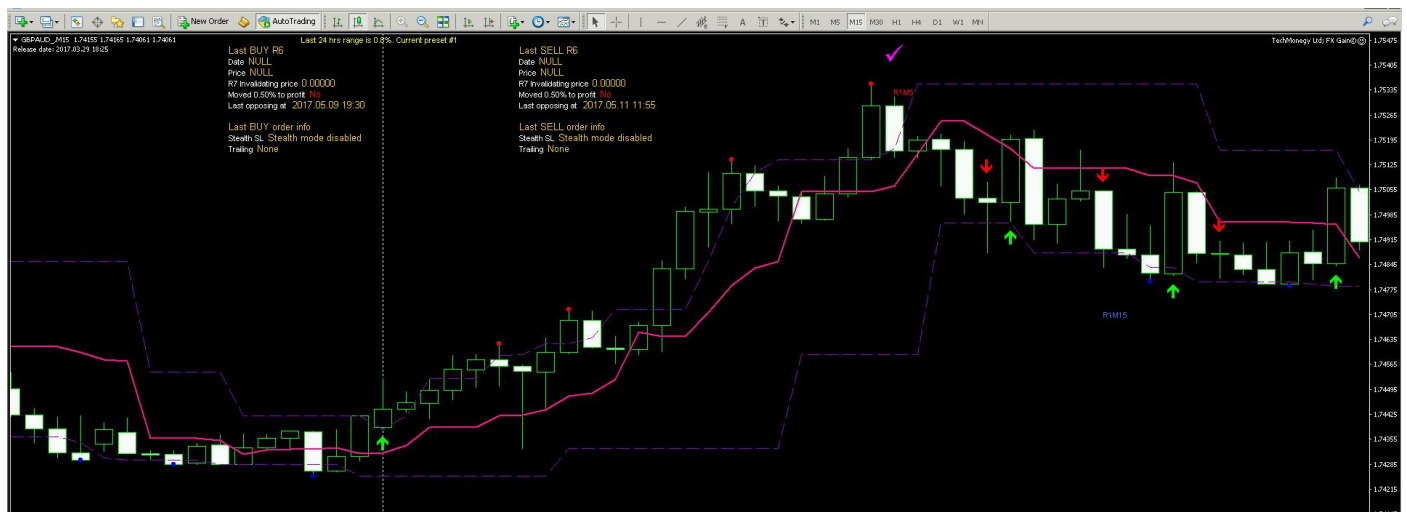 New Order AutoTrading A T M1 M5 M15 M30 H1 H4 D1 W1 MN
GBPAUD_,M15 1.74155 1.74165 1.74061 1.74061
Last 24 hrs range is 0.8%. Current preset #1
TechMonegy Ltd; FX Gain©
Release date: 2017.03.29 18:25
Last BUY R6
Date NULL
Price NULL
R7 Invalidating price 0.00000
Moved 0.50% to profit No
Last opposing at 2017.05.09 19:30
Last BUY order info
Stealth SL Stealth mode disabled
Trailing None
Last SELL R6
Date NULL
Price NULL
R7 Invalidating price 0.00000
Moved 0.50% to profit No
Last opposing at 2017.05.11 11:55
Last SELL order info
Stealth SL Stealth mode disabled
Trailing None
R1M5
R1M15
1.75475
1.75405
1.75335
1.75265
1.75195
1.75125
1.75055
1.74985
1.74915
1.74845
1.74775
1.74705
1.74635
1.74565
1.74495
1.74425
1.74355
1.74285
1.74215